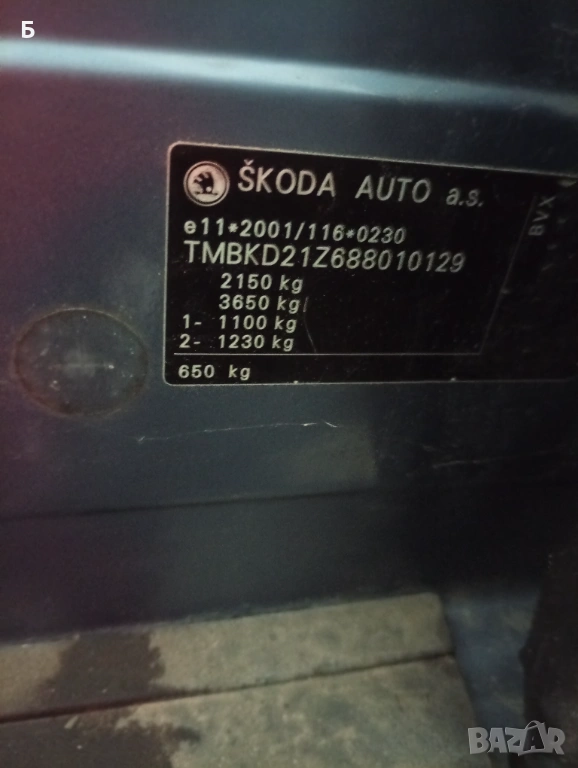 Б
ŠKODA AUTO a.s.
e11*2001/116*0230
TMBKD21Z688010129
2150 kg
3650 kg
1- 1100 kg
2- 1230 kg
650 kg
BVX
BAZAR